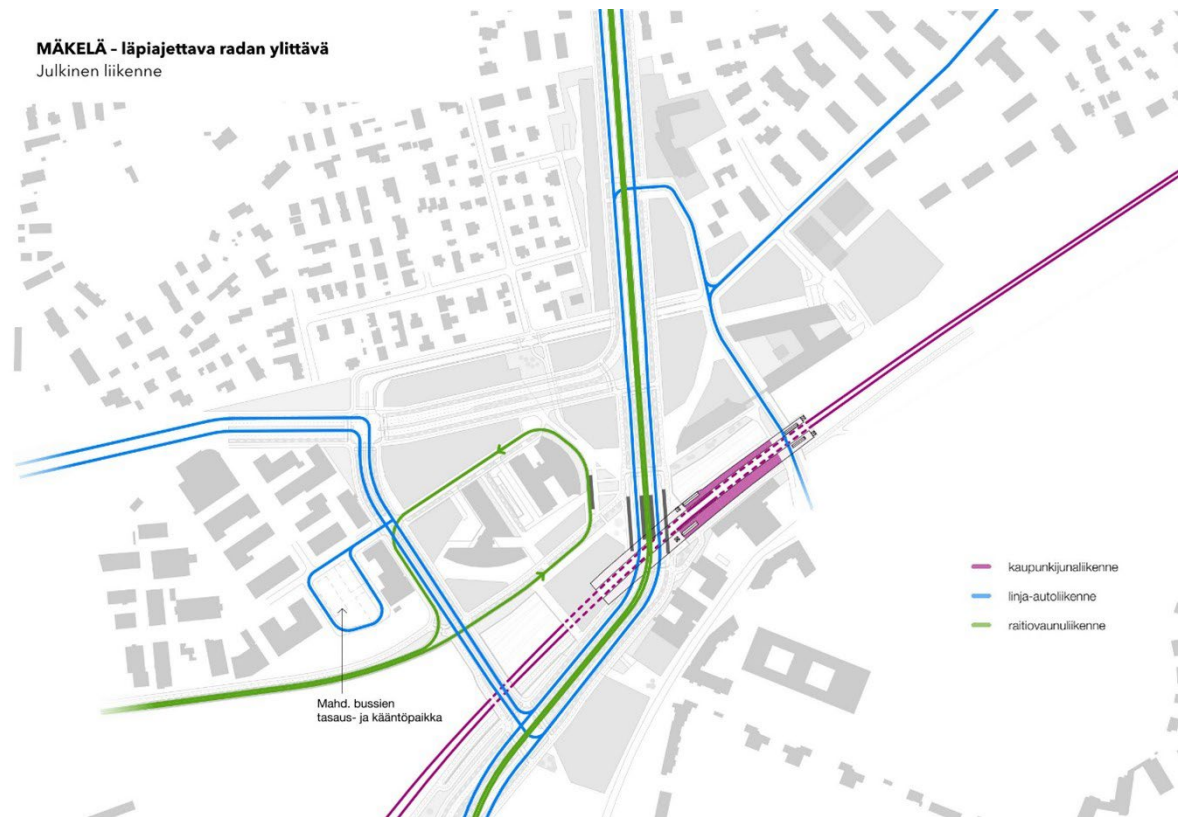 MÄKELÄ – läpiajettava radan ylittävä
Julkinen liikenne
kaupunkijunaliikenne
linja-autoliikenne
raitiovaunuliikenne
Mahd. bussien
tasaus- ja kääntöpaikka